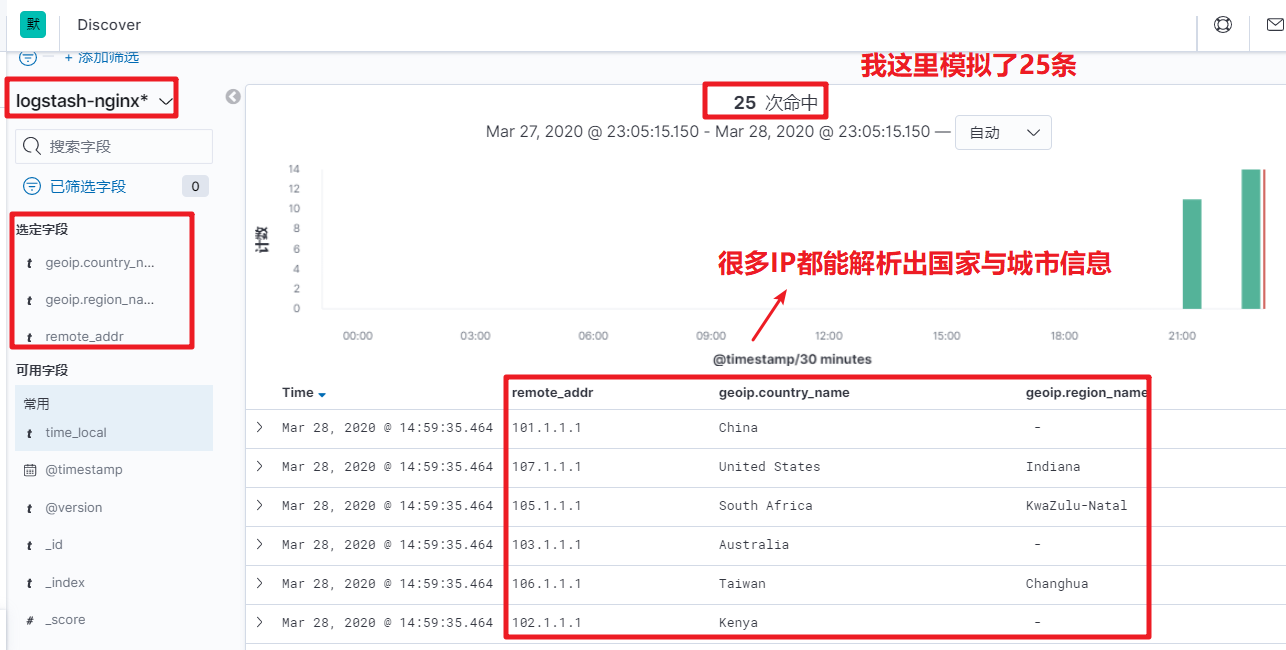 默 Discover
+ 添加筛选
我这里模拟了25条
logstash-nginx*
25 次命中
Mar 27, 2020 @ 23:05:15.150 - Mar 28, 2020 @ 23:05:15.150 — 自动
搜索字段
已筛选字段 0
选定字段
t geoip.country_n...
t geoip.region_na...
t remote_addr
可用字段
常用
t time_local
@timestamp
t @version
t _id
t _index
# _score
计数
14
12
10
8
6
4
2
0
很多IP都能解析出国家与城市信息
00:00 03:00 06:00 09:00 12:00 15:00 18:00 21:00
@timestamp/30 minutes
Time remote_addr geoip.country_name geoip.region_name
Mar 28, 2020 @ 14:59:35.464 101.1.1.1 China -
Mar 28, 2020 @ 14:59:35.464 107.1.1.1 United States Indiana
Mar 28, 2020 @ 14:59:35.464 105.1.1.1 South Africa KwaZulu-Natal
Mar 28, 2020 @ 14:59:35.464 103.1.1.1 Australia -
Mar 28, 2020 @ 14:59:35.464 106.1.1.1 Taiwan Changhua
Mar 28, 2020 @ 14:59:35.464 102.1.1.1 Kenya -